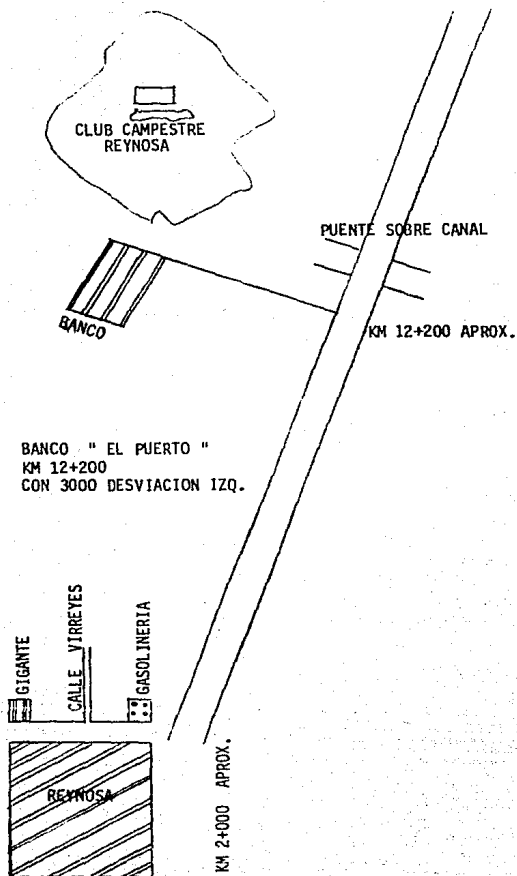 CLUB CAMPESTRE
REYNOSA
PUENTE SOBRE CANAL
BANCO
KM 12+200 APROX.
BANCO " EL PUERTO "
KM 12+200
CON 3000 DESVIACION IZQ.
GIGANTE
CALLE VIRREYES
GASOLINERIA
REYNOSA
KM 2+000 APROX.